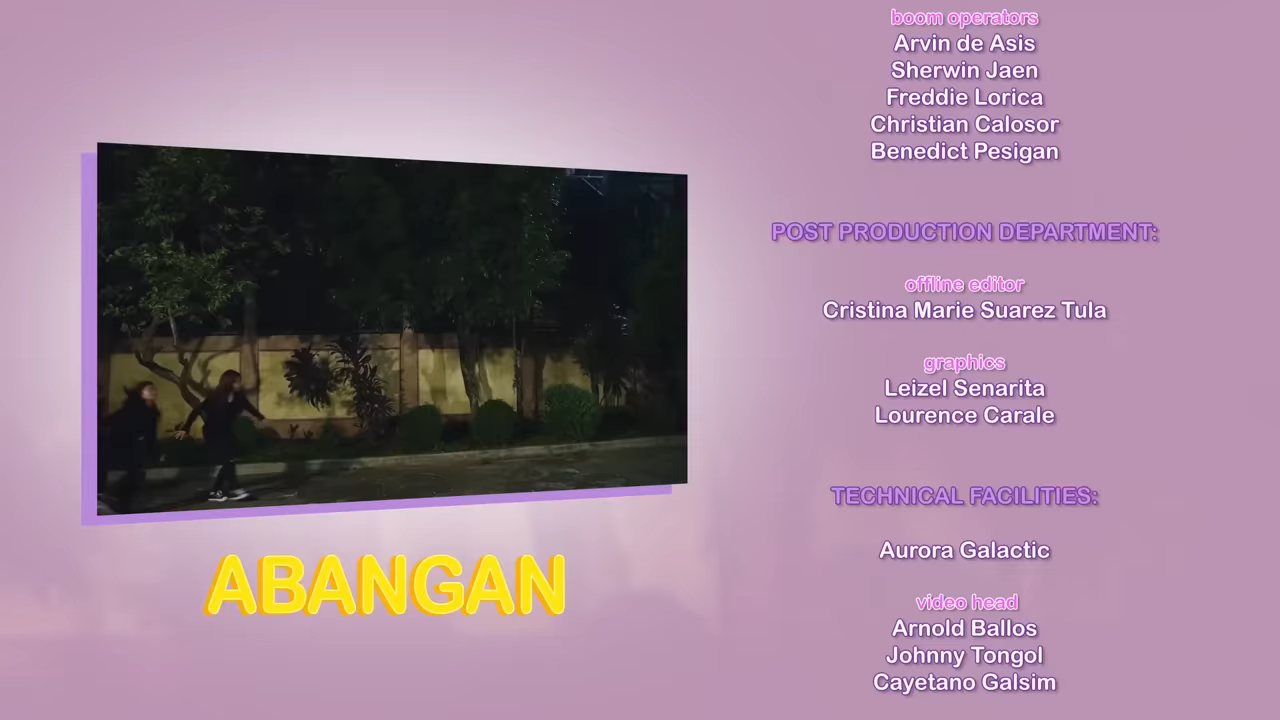 boom operators
Arvin de Asis
Sherwin Jaen
Freddie Lorica
Christian Calosor
Benedict Pesigan
POST PRODUCTION DEPARTMENT:
offline editor
Cristina Marie Suarez Tula
graphics
Leizel Senarita
Lourence Carale
TECHNICAL FACILITIES:
Aurora Galactic
video head
Arnold Ballos
Johnny Tongol
Cayetano Galsim
ABANGAN